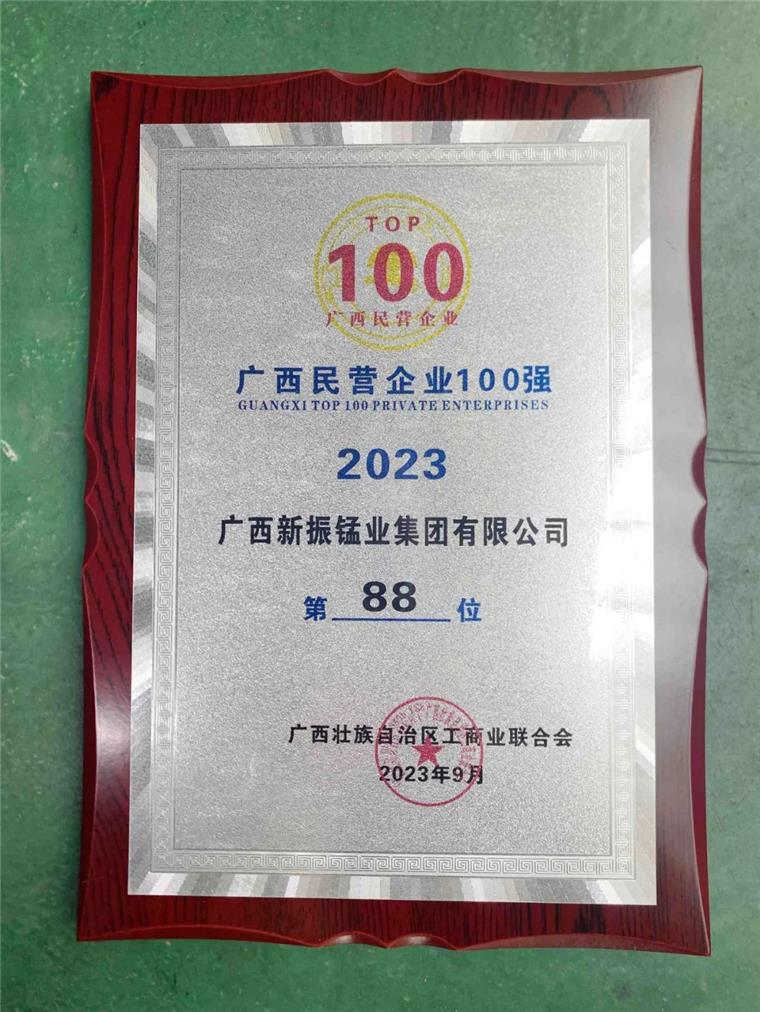 TOP
100
广西民营企业
广西民营企业100强
GUANGXI TOP 100 PRIVATE ENTERPRISES
2023
广西新振锰业集团有限公司
第 88 位
广西壮族自治区工商业联合会
2023年9月